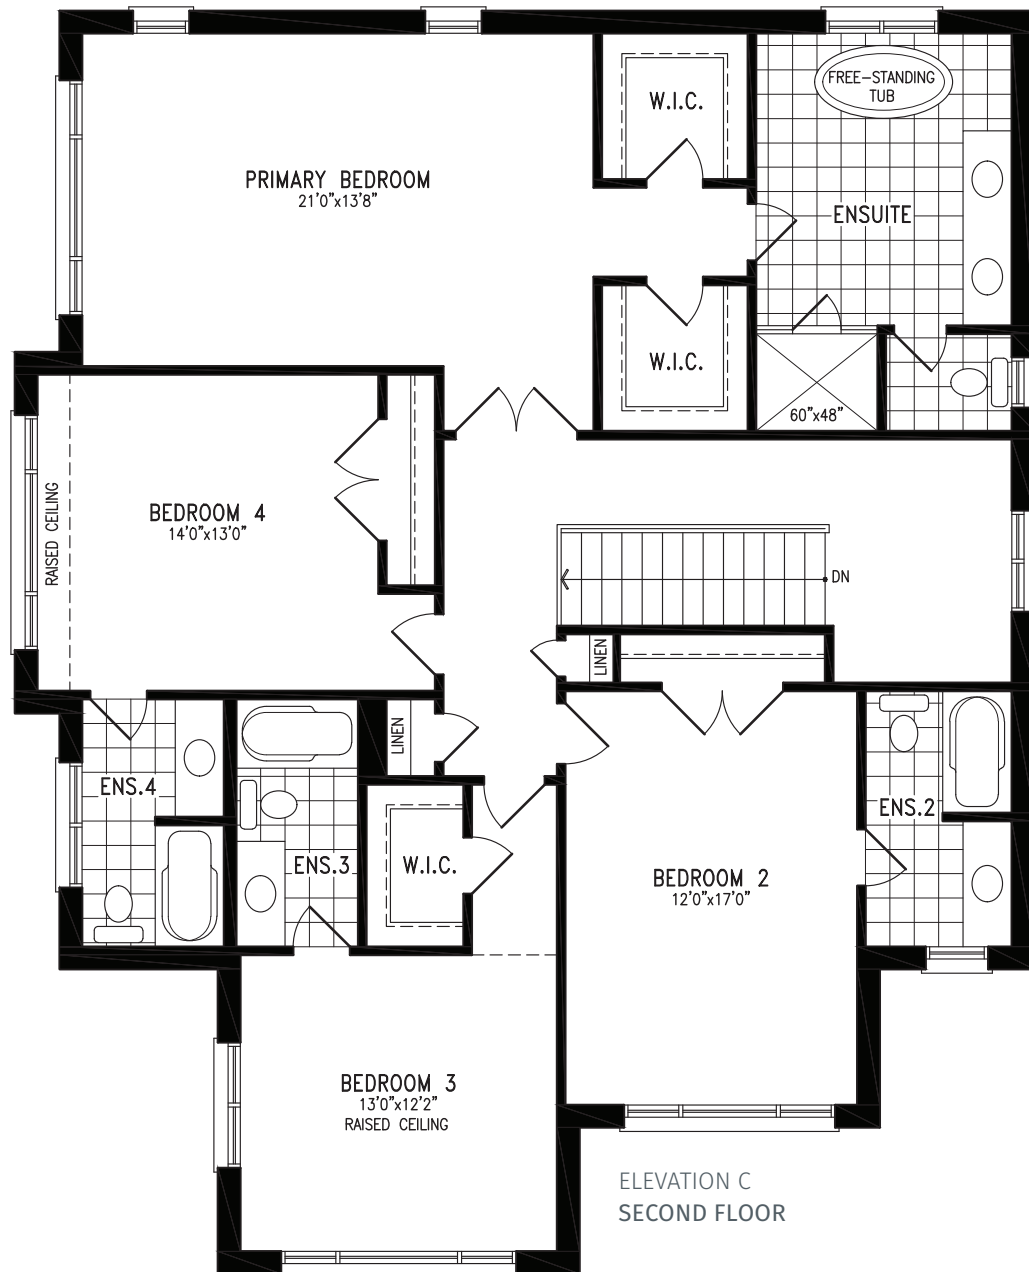 FREE-STANDING
TUB
W.I.C.
PRIMARY BEDROOM
21'0"x13'8"
ENSUITE
W.I.C.
60"x48"
RAISED CEILING
BEDROOM 4
14'0"x13'0"
DN
LINEN
LINEN
ENS.4
ENS.3
W.I.C.
BEDROOM 2
12'0"x17'0"
ENS.2
BEDROOM 3
13'0"x12'2"
RAISED CEILING
ELEVATION C
SECOND FLOOR